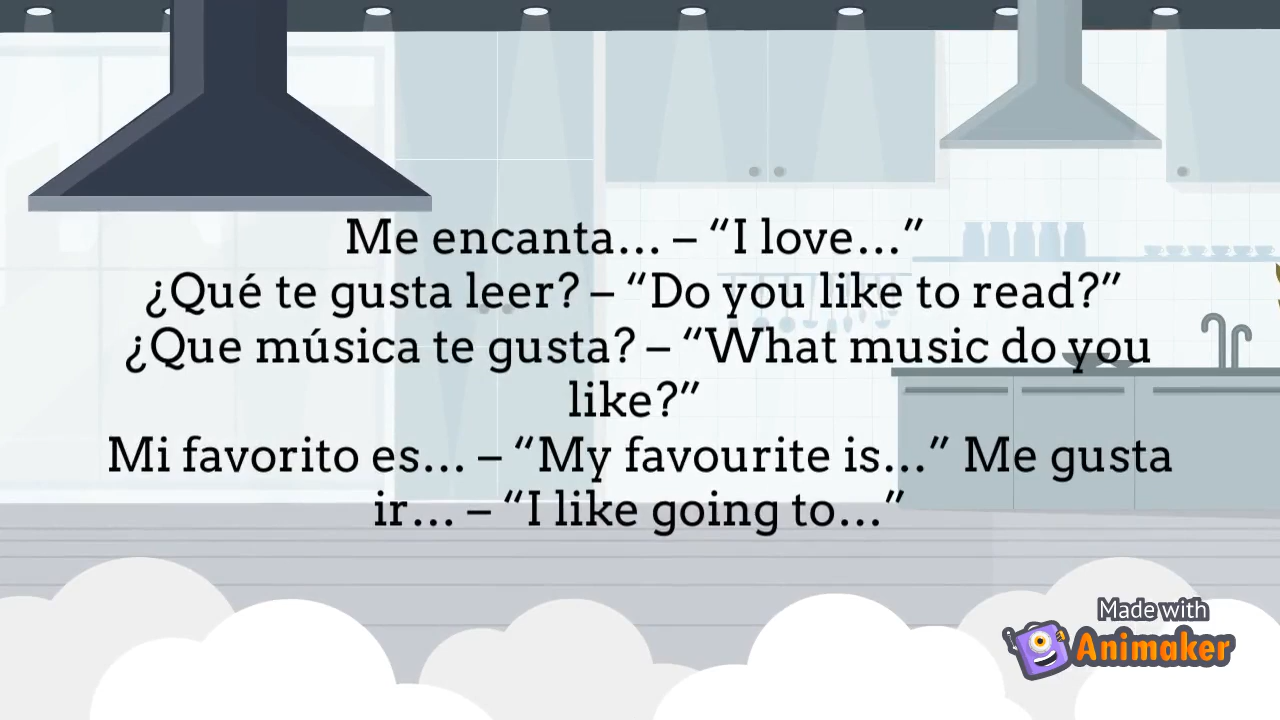 Me encanta… – “I love…”
¿Qué te gusta leer? – “Do you like to read?”
¿Que música te gusta? – “What music do you
like?”
Mi favorito es… – “My favourite is…” Me gusta
ir… – “I like going to…”
Made with
Animaker